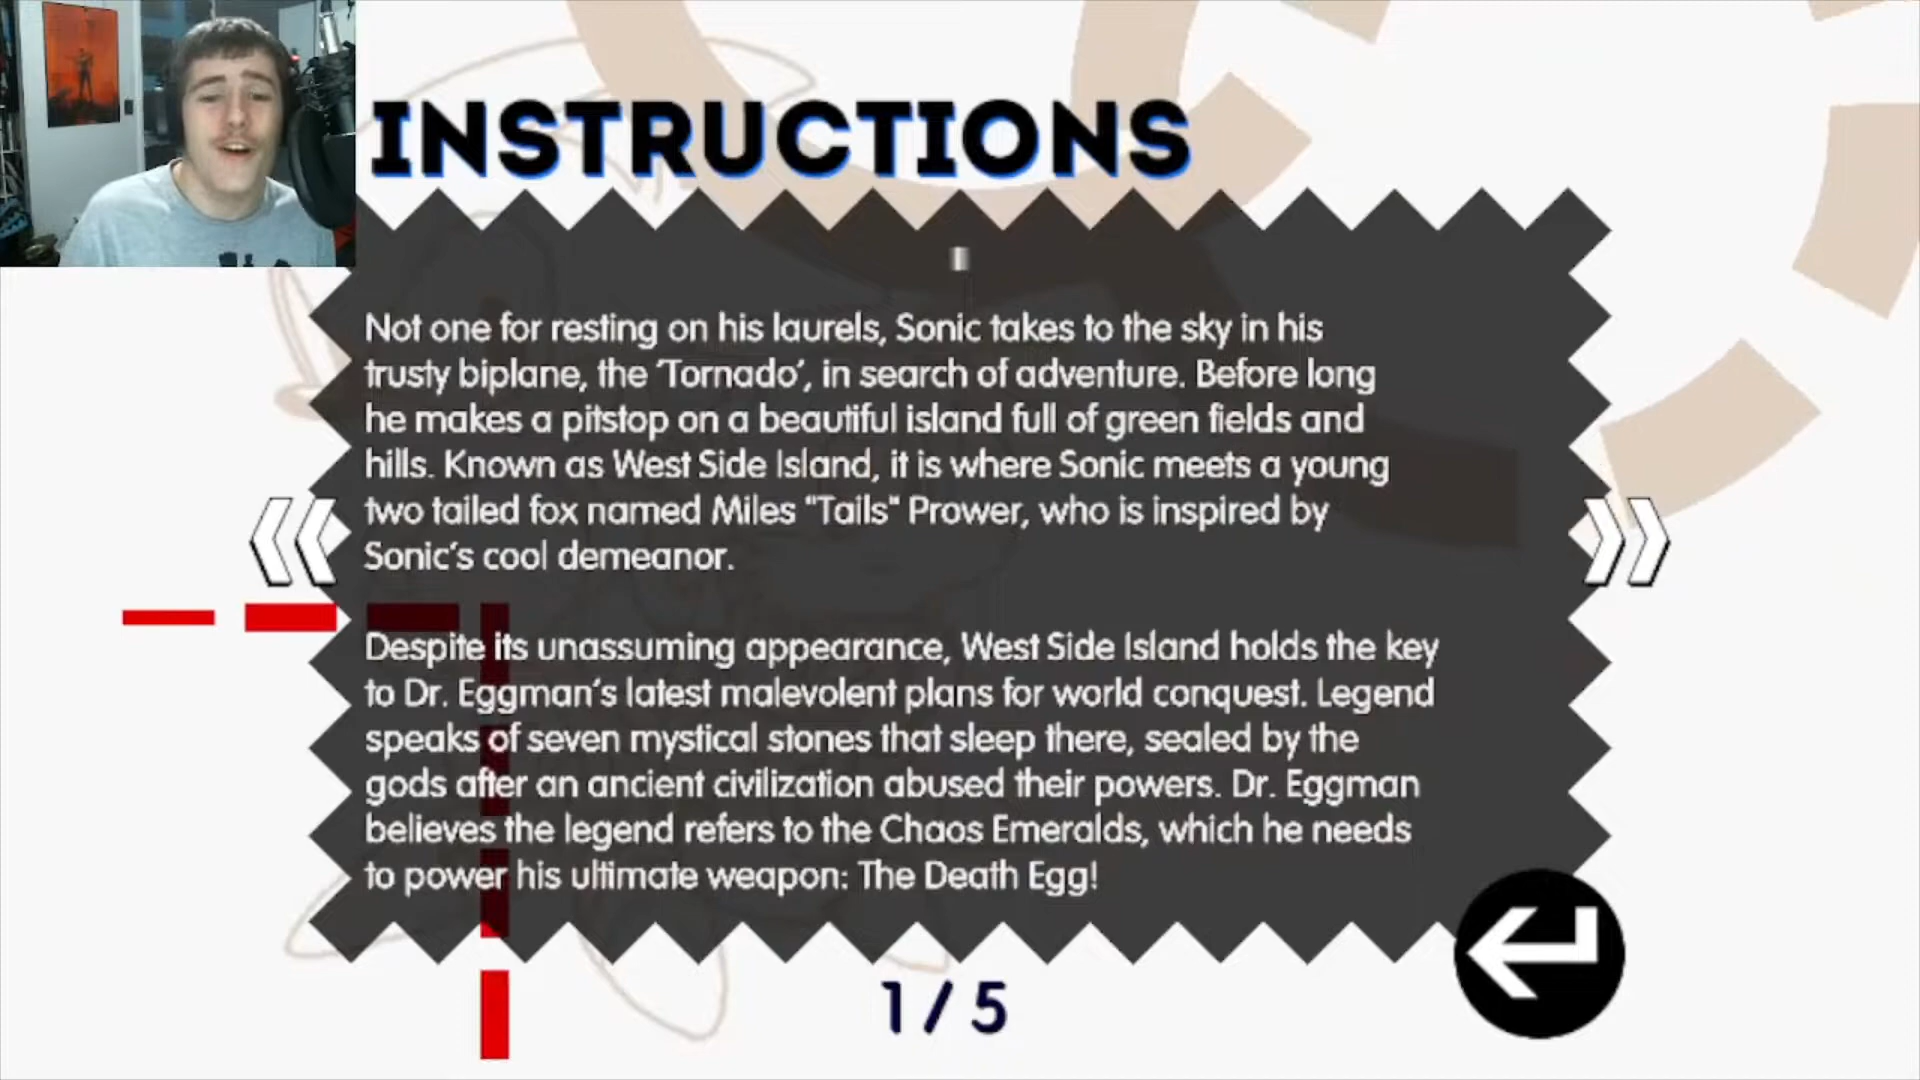 INSTRUCTIONS
Not one for resting on his laurels, Sonic takes to the sky in his
trusty biplane, the 'Tornado', in search of adventure. Before long
he makes a pitstop on a beautiful island full of green fields and
hills. Known as West Side Island, it is where Sonic meets a young
two tailed fox named Miles "Tails" Prower, who is inspired by
Sonic's cool demeanor.
Despite its unassuming appearance, West Side Island holds the key
to Dr. Eggman's latest malevolent plans for world conquest. Legend
speaks of seven mystical stones that sleep there, sealed by the
gods after an ancient civilization abused their powers. Dr. Eggman
believes the legend refers to the Chaos Emeralds, which he needs
to power his ultimate weapon: The Death Egg!
1 / 5